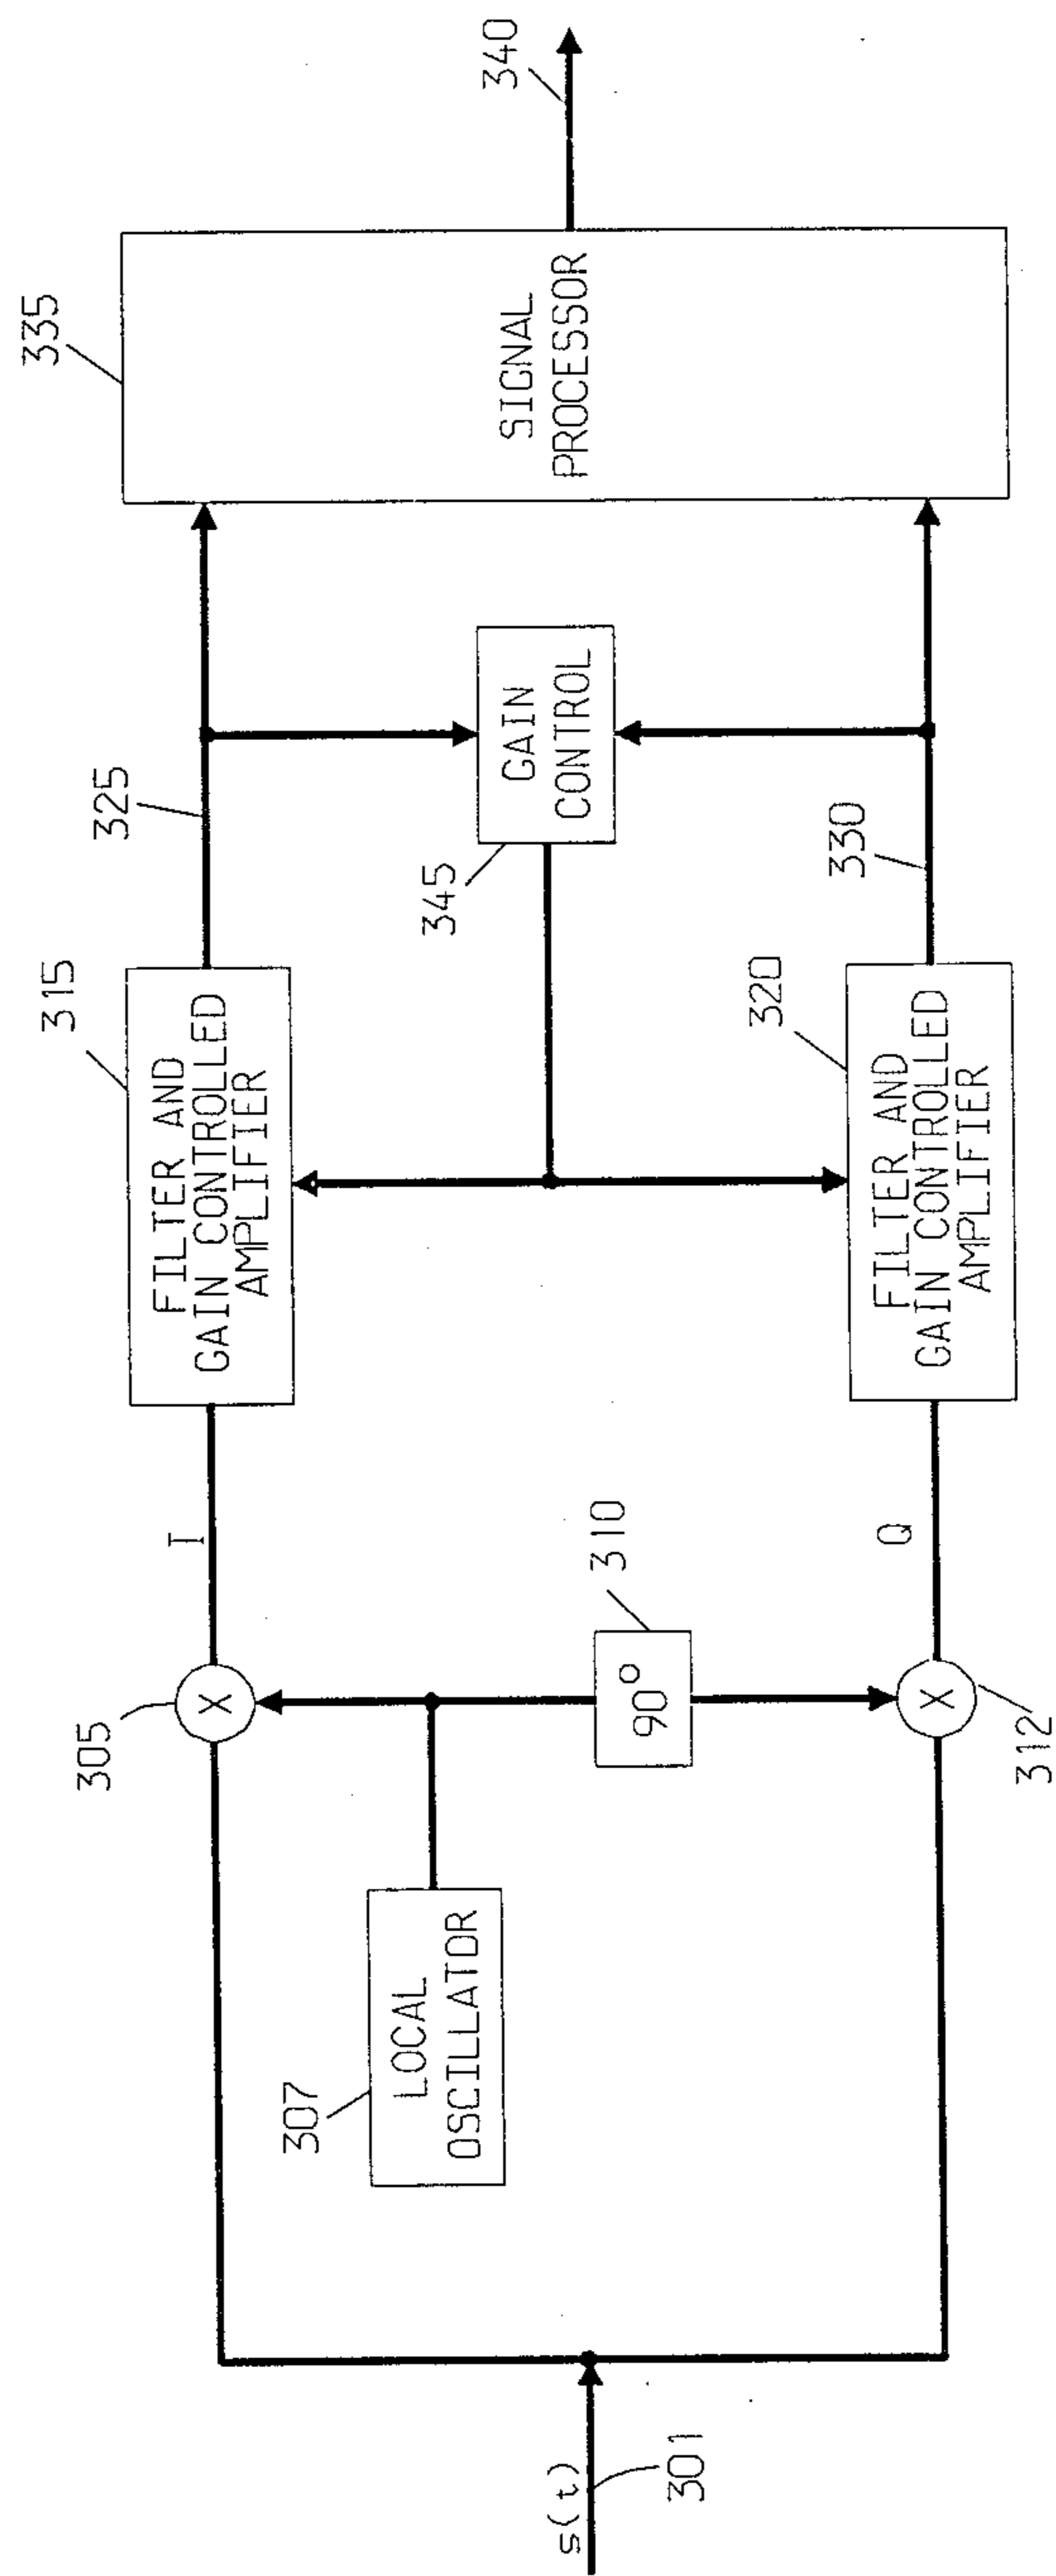 s(t)
301
307
LOCAL
OSCILLATOR
305
X
90°
310
X
312
I
Q
315
FILTER AND
GAIN CONTROLLED
AMPLIFIER
320
FILTER AND
GAIN CONTROLLED
AMPLIFIER
325
330
345
GAIN
CONTROL
335
SIGNAL
PROCESSOR
340